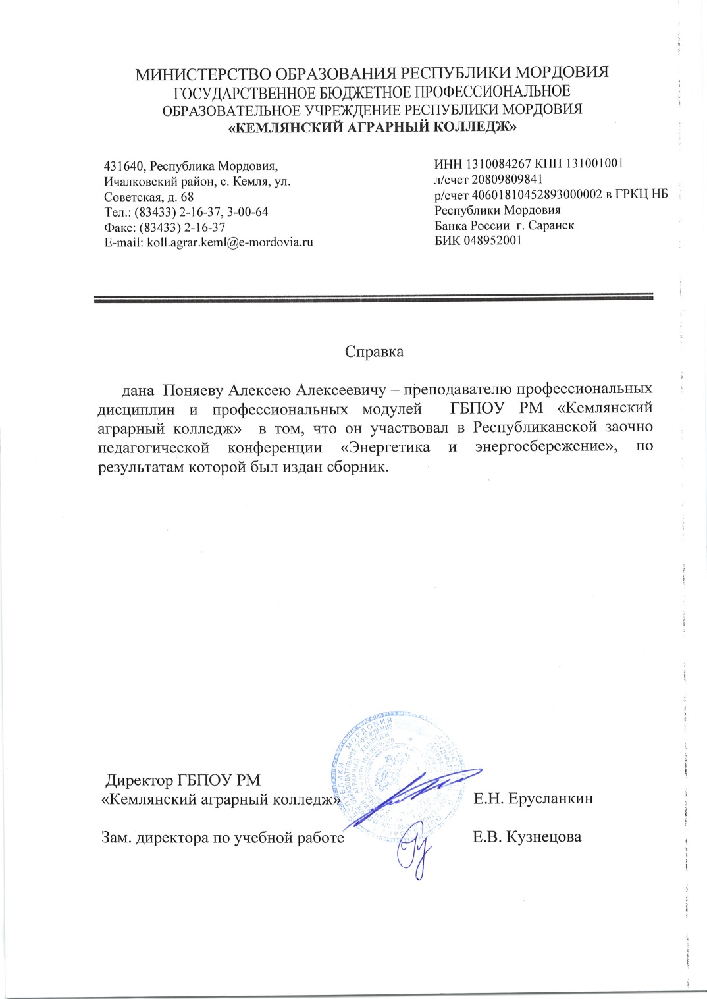 МИНИСТЕРСТВО ОБРАЗОВАНИЯ РЕСПУБЛИКИ МОРДОВИЯ
ГОСУДАРСТВЕННОЕ БЮДЖЕТНОЕ ПРОФЕССИОНАЛЬНОЕ
ОБРАЗОВАТЕЛЬНОЕ УЧРЕЖДЕНИЕ РЕСПУБЛИКИ МОРДОВИЯ
«КЕМЛЯНСКИЙ АГРАРНЫЙ КОЛЛЕДЖ»
431640, Республика Мордовия,
Ичалковский район, с. Кемля, ул.
Советская, д. 68
Тел.: (83433) 2-16-37, 3-00-64
Факс: (83433) 2-16-37
E-mail: koll.agrar.keml@e-mordovia.ru
ИНН 1310084267 КПП 131001001
л/счет 20809809841
р/счет 40601810452893000002 в ГРКЦ НБ
Республики Мордовия
Банка России г. Саранск
БИК 048952001
Справка
дана Поняеву Алексею Алексеевичу – преподавателю профессиональных
дисциплин и профессиональных модулей ГБПОУ РМ «Кемлянский
аграрный колледж» в том, что он участвовал в Республиканской заочно
педагогической конференции «Энергетика и энергосбережение», по
результатам которой был издан сборник.
Директор ГБПОУ РМ
«Кемлянский аграрный колледж» Е.Н. Ерусланкин
Зам. директора по учебной работе Е.В. Кузнецова